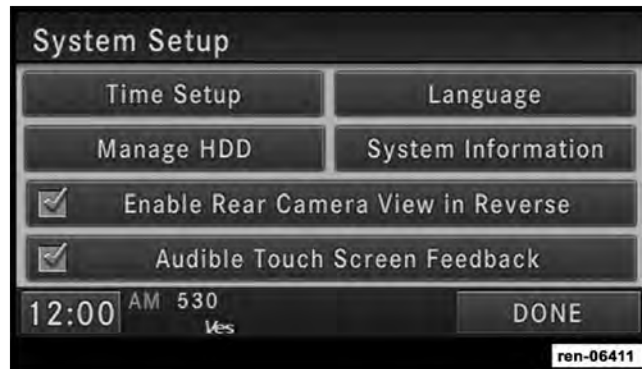 System Setup
Time Setup Language
Manage HDD System Information
Enable Rear Camera View in Reverse
Audible Touch Screen Feedback
12:00 AM 530 DONE
Ves
ren-06411